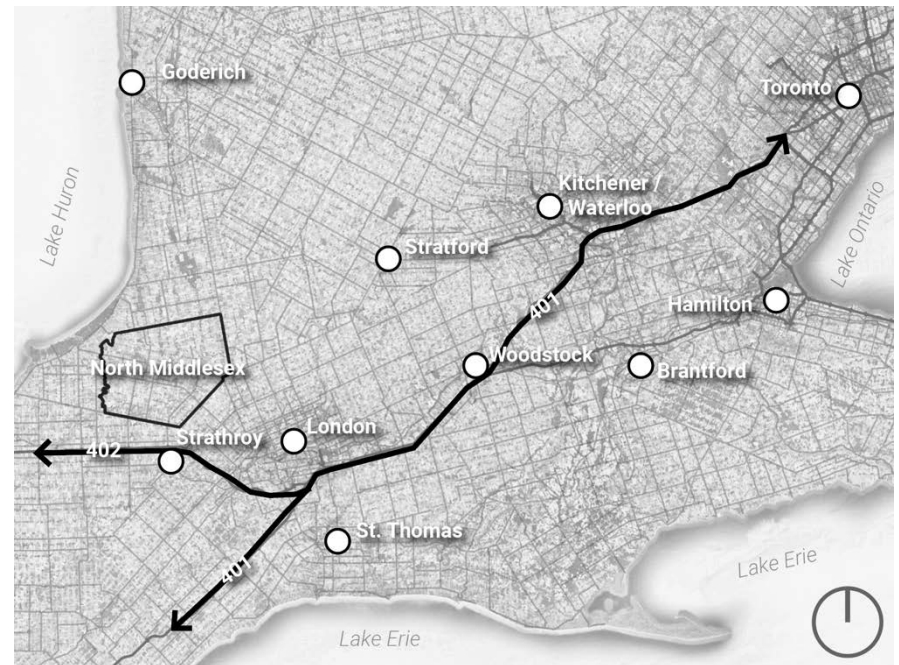 Goderich
Toronto
Lake Huron
Kitchener /
Waterloo
Lake Ontario
Stratford
401
Hamilton
North Middlesex
Woodstock
Brantford
London
Strathroy
402
St. Thomas
401
Lake Erie
Lake Erie